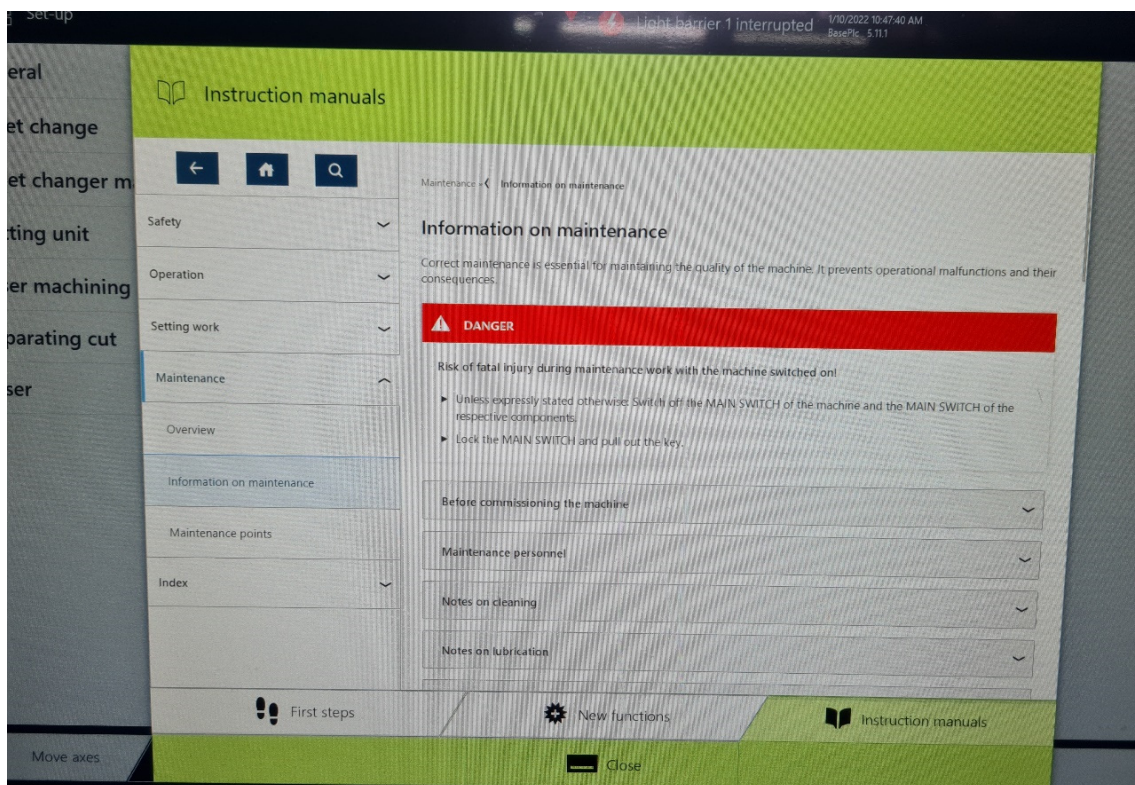 Set-up
Light barrier 1 interrupted
1/10/2022 10:47:40 AM
BasePlc 5.11.1
eral
et change
et changer m
ting unit
er machining
parating cut
ser
Instruction manuals
Safety
Operation
Setting work
Maintenance
Overview
Information on maintenance
Maintenance points
Index
Maintenance Information on maintenance
Information on maintenance
Correct maintenance is essential for maintaining the quality of the machine. It prevents operational malfunctions and their
consequences.
DANGER
Risk of fatal injury during maintenance work with the machine switched on!
Unless expressly stated otherwise: Switch off the MAIN SWITCH of the machine and the MAIN SWITCH of the
respective components.
Lock the MAIN SWITCH and pull out the key.
Before commissioning the machine
Maintenance personnel
Notes on cleaning
Notes on lubrication
First steps
New functions
Instruction manuals
Move axes
Close